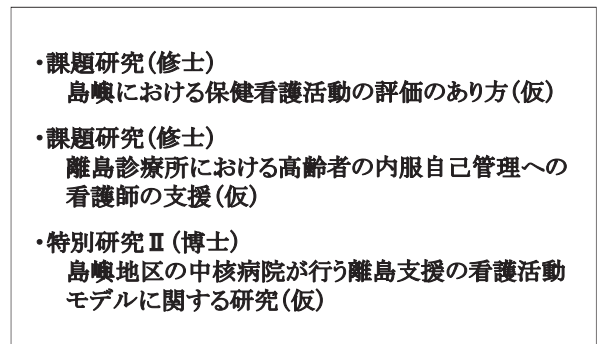 ・課題研究(修士)
島嶼における保健看護活動の評価のあり方(仮)
・課題研究(修士)
離島診療所における高齢者の内服自己管理への
看護師の支援(仮)
・特別研究Ⅱ(博士)
島嶼地区の中核病院が行う離島支援の看護活動
モデルに関する研究(仮)